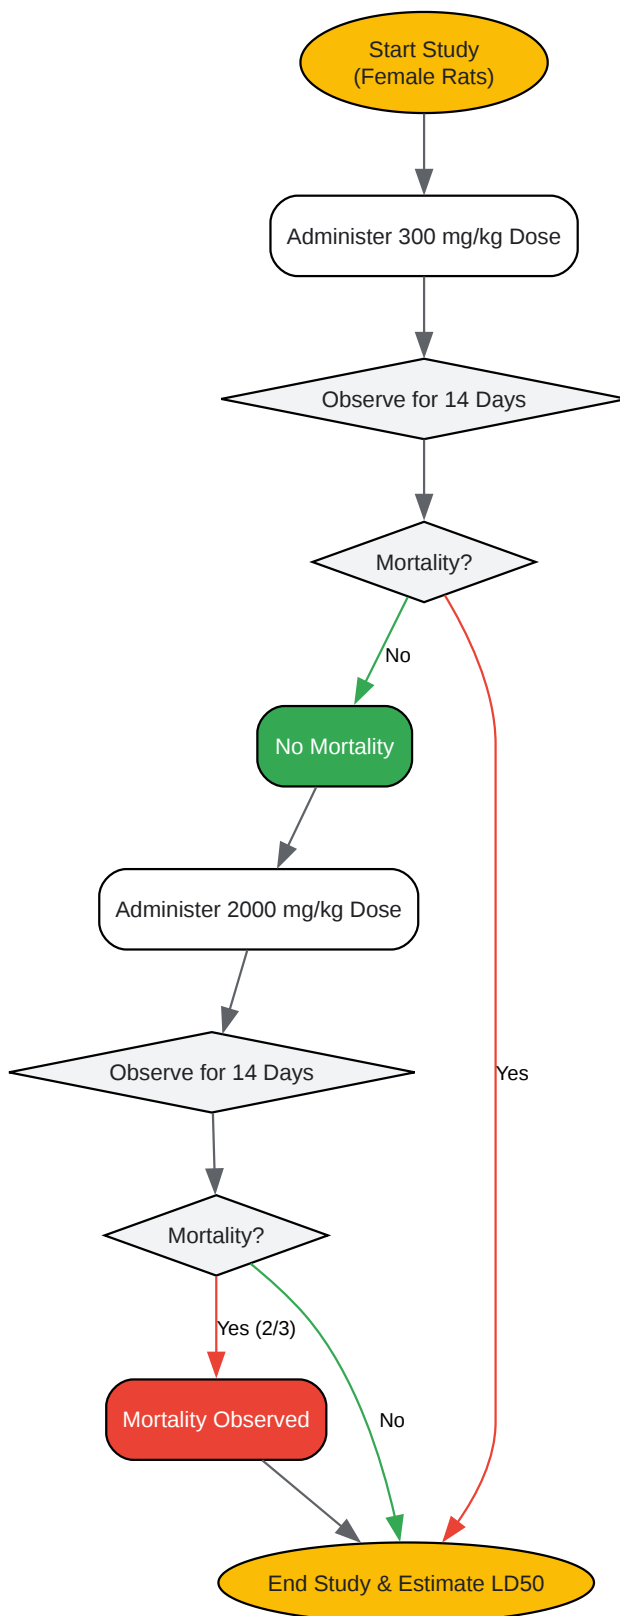 Start Study
(Female Rats)
Administer 300 mg/kg Dose
Observe for 14 Days
Mortality?
No
No Mortality
Administer 2000 mg/kg Dose
Observe for 14 Days
Yes
Mortality?
Yes (2/3)
Mortality Observed
No
End Study & Estimate LD50